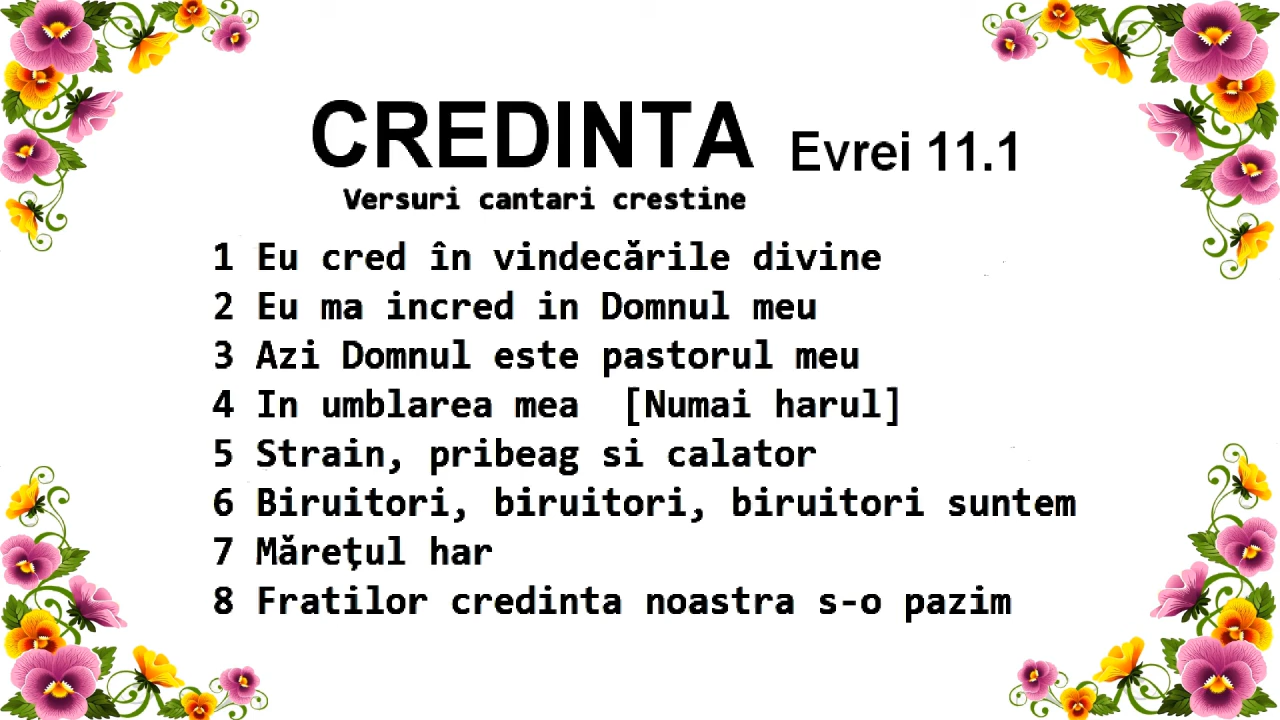 CREDINTA Evrei 11.1
Versuri cantari crestine
1 Eu cred în vindecările divine
2 Eu ma incred in Domnul meu
3 Azi Domnul este pastorul meu
4 In umblarea mea [Numai harul]
5 Strain, pribeag si calator
6 Biruitori, biruitori, biruitori suntem
7 Măreţul har
8 Fratilor credinta noastra s-o pazim